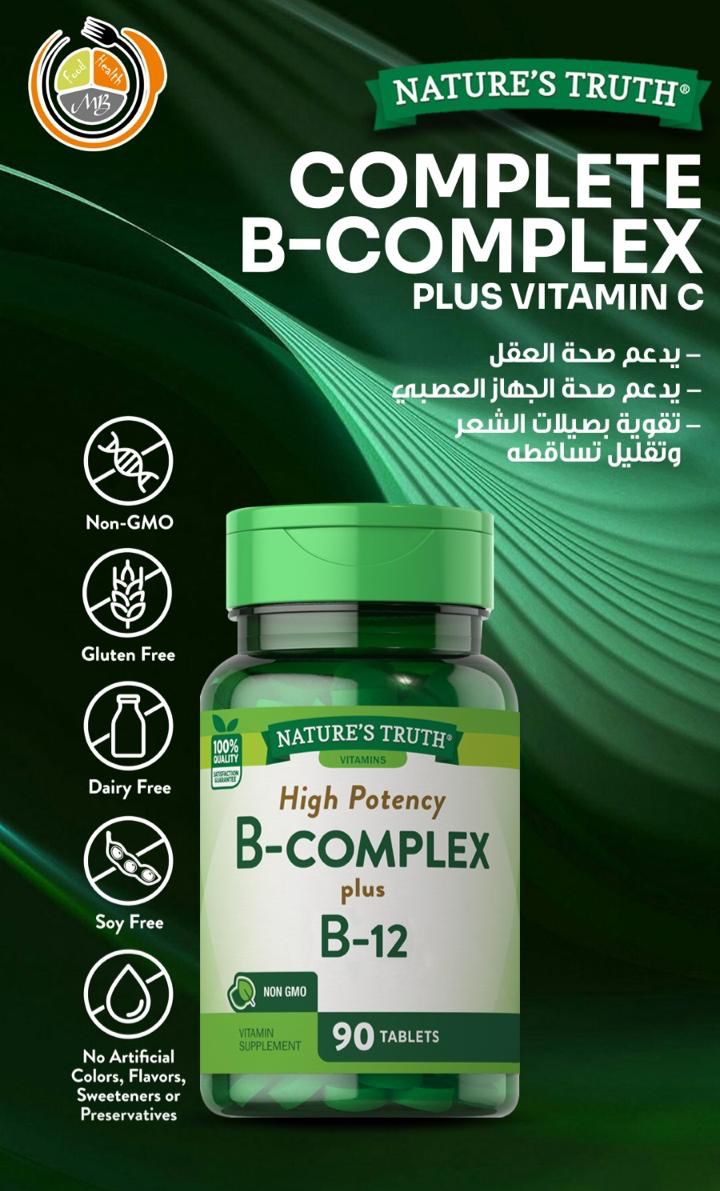 Food
Health
MB
NATURE'S TRUTH®
COMPLETE
B-COMPLEX
PLUS VITAMIN C
– يدعم صحة العقل
– يدعم صحة الجهاز العصبي
– تقوية بصيلات الشعر
وتقليل تساقطه
Non-GMO
Gluten Free
Dairy Free
Soy Free
No Artificial
Colors, Flavors,
Sweeteners or
Preservatives
100%
QUALITY
SATISFACTION
GUARANTEE
NATURE'S TRUTH®
VITAMINS
High Potency
B-COMPLEX
plus
B-12
NON GMO
VITAMIN
SUPPLEMENT
90 TABLETS